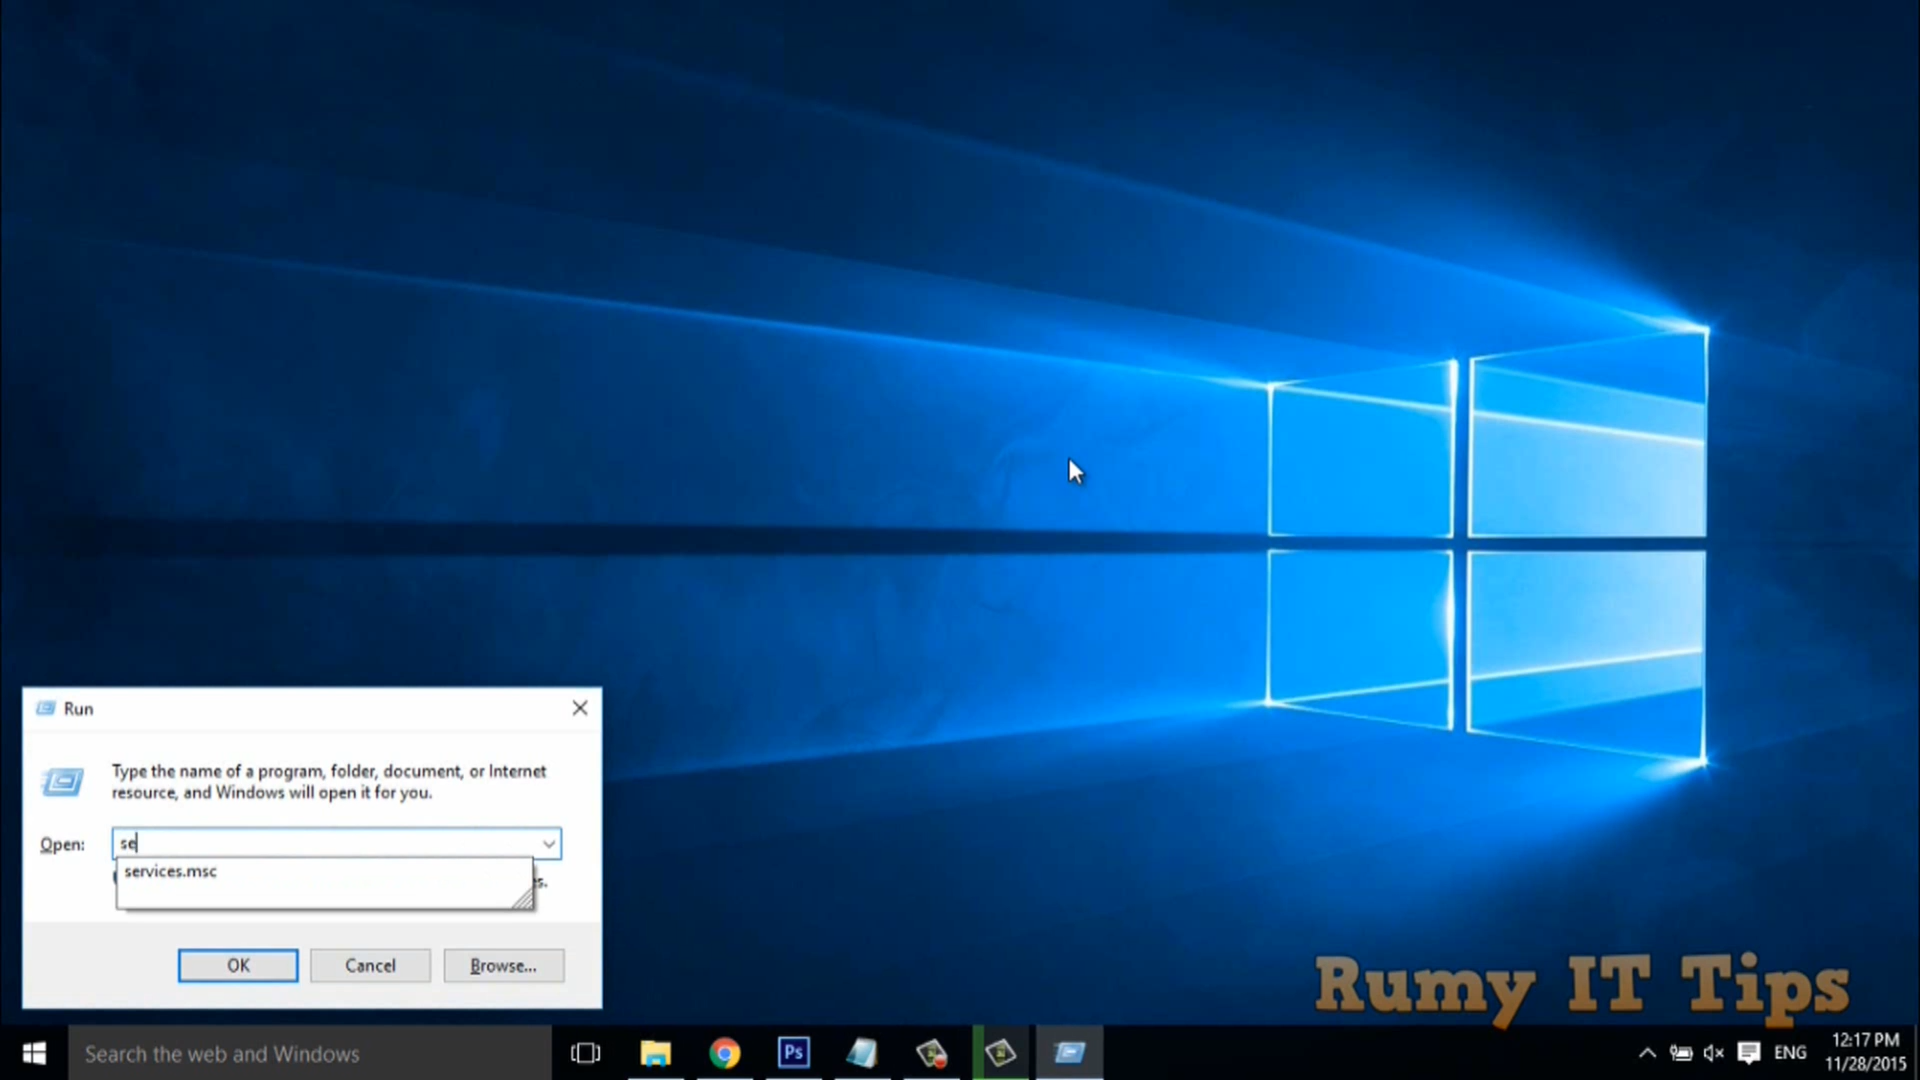 Run
Type the name of a program, folder, document, or Internet
resource, and Windows will open it for you.
Open: se
services.msc
s.
OK Cancel Browse...
Rumy IT Tips
Search the web and Windows
Ps
ENG
12:17 PM
11/28/2015